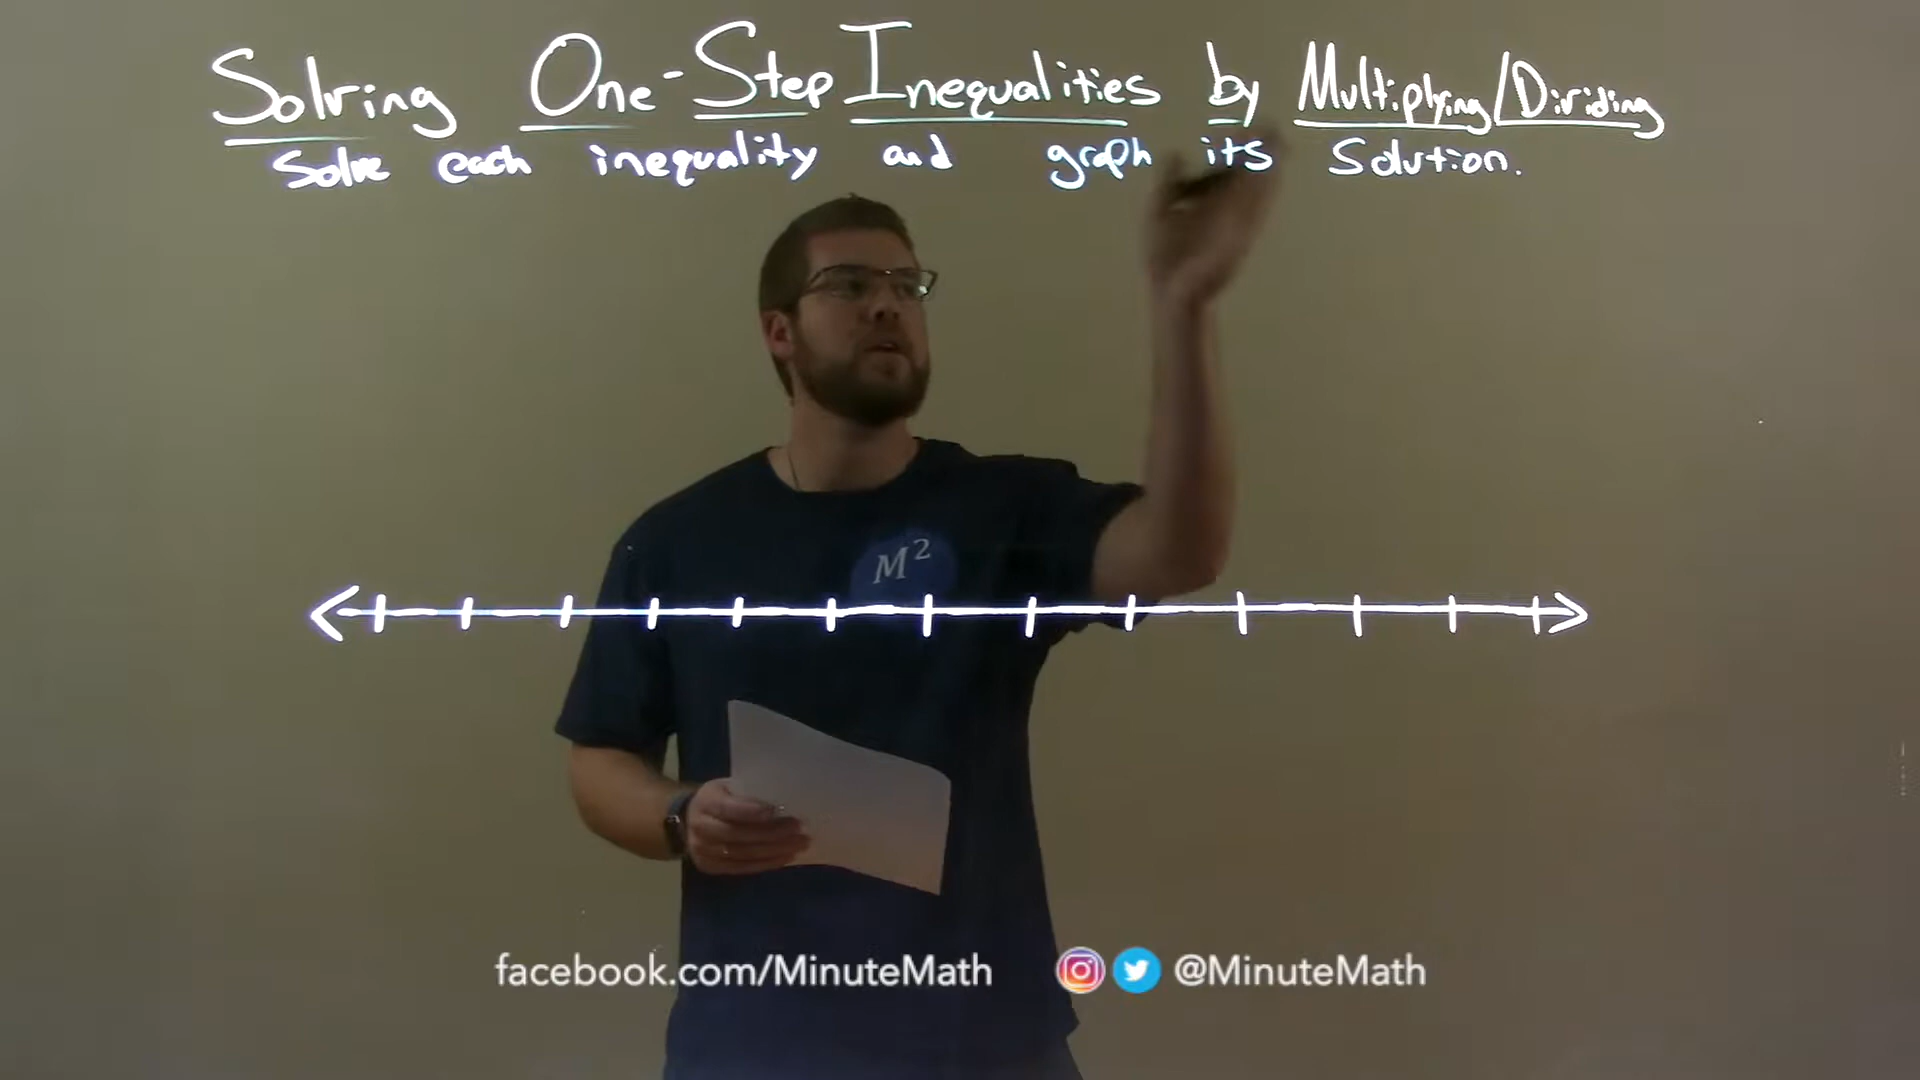 Solving One-Step Inequalities by Multiplying/Dividing
Solve each inequality and graph its Solution.
M²
facebook.com/MinuteMath @MinuteMath